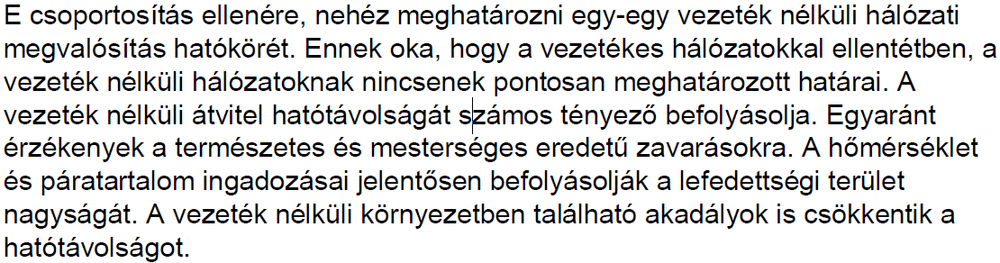 E csoportosítás ellenére, nehéz meghatározni egy-egy vezeték nélküli hálózati
megvalósítás hatókörét. Ennek oka, hogy a vezetékes hálózatokkal ellentétben, a
vezeték nélküli hálózatoknak nincsenek pontosan meghatározott határai. A
vezeték nélküli átvitel hatótávolságát számos tényező befolyásolja. Egyaránt
érzékenyek a természetes és mesterséges eredetű zavarásokra. A hőmérséklet
és páratartalom ingadozásai jelentősen befolyásolják a lefedettségi terület
nagyságát. A vezeték nélküli környezetben található akadályok is csökkentik a
hatótávolságot.